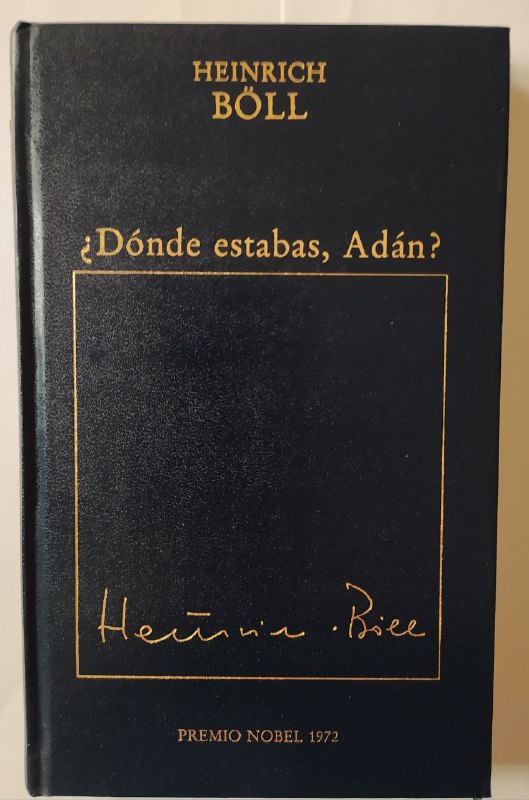 HEINRICH
BÖLL
¿Dónde estabas, Adán?
Heinrich Böll
PREMIO NOBEL 1972